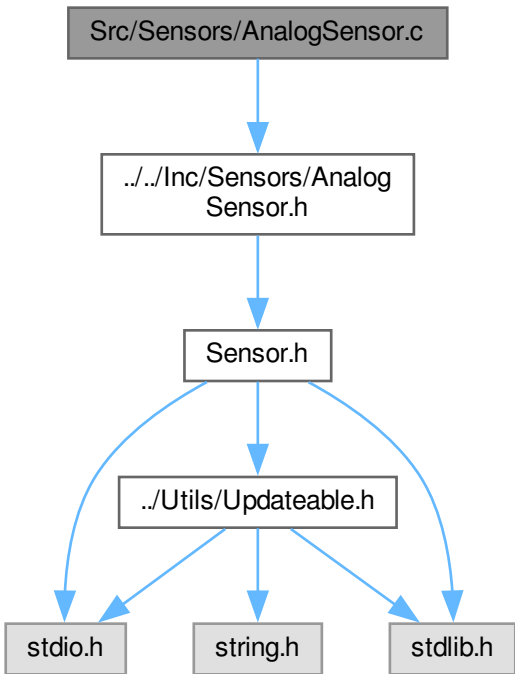 Src/Sensors/AnalogSensor.c
../../Inc/Sensors/Analog
Sensor.h
Sensor.h
../Utils/Updateable.h
stdio.h
string.h
stdlib.h